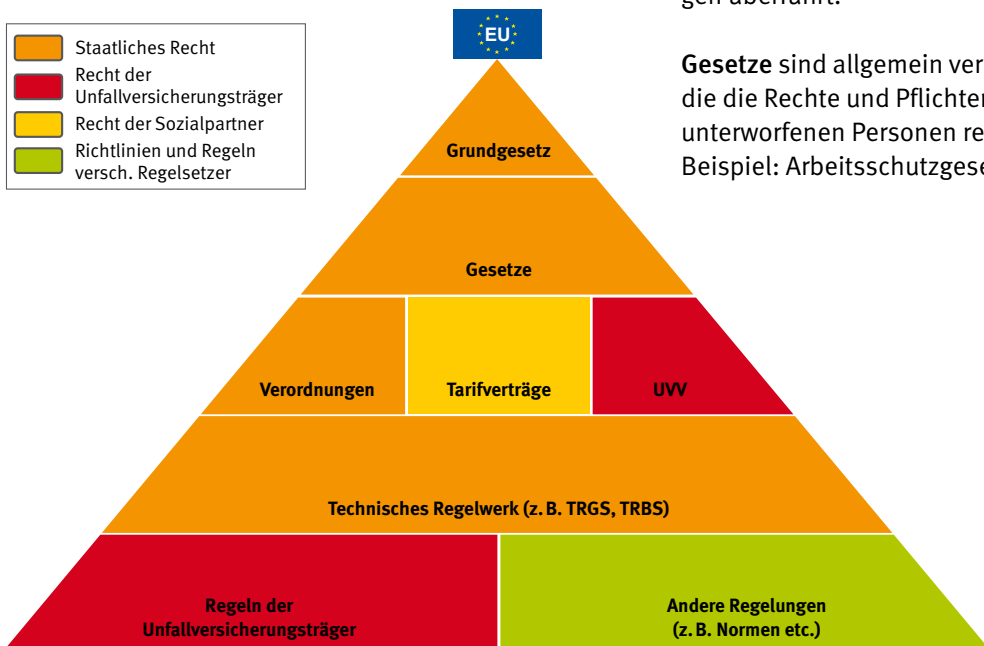 Staatliches Recht
Recht der
Unfallversicherungsträger
Recht der Sozialpartner
Richtlinien und Regeln
versch. Regelsetzer
EU
Grundgesetz
Gesetze
Verordnungen
Tarifverträge
UVV
Technisches Regelwerk (z. B. TRGS, TRBS)
Regeln der
Unfallversicherungsträger
Andere Regelungen
(z. B. Normen etc.)
Gesetze sind allgemein ver
die die Rechte und Pflichte
unterworfenen Personen re
Beispiel: Arbeitsschutzgese